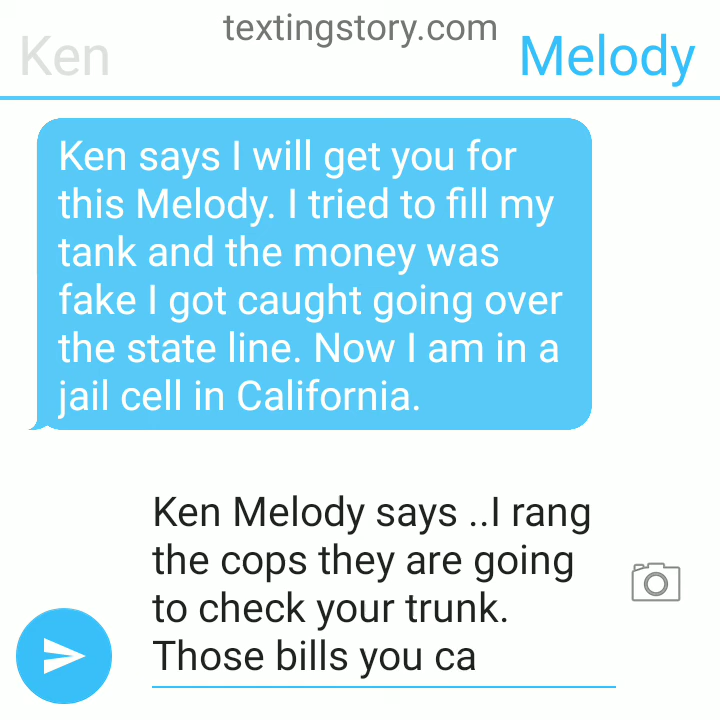 textingstory.com
Ken
Melody
Ken says I will get you for
this Melody. I tried to fill my
tank and the money was
fake I got caught going over
the state line. Now I am in a
jail cell in California.
Ken Melody says ..I rang
the cops they are going
to check your trunk.
Those bills you ca